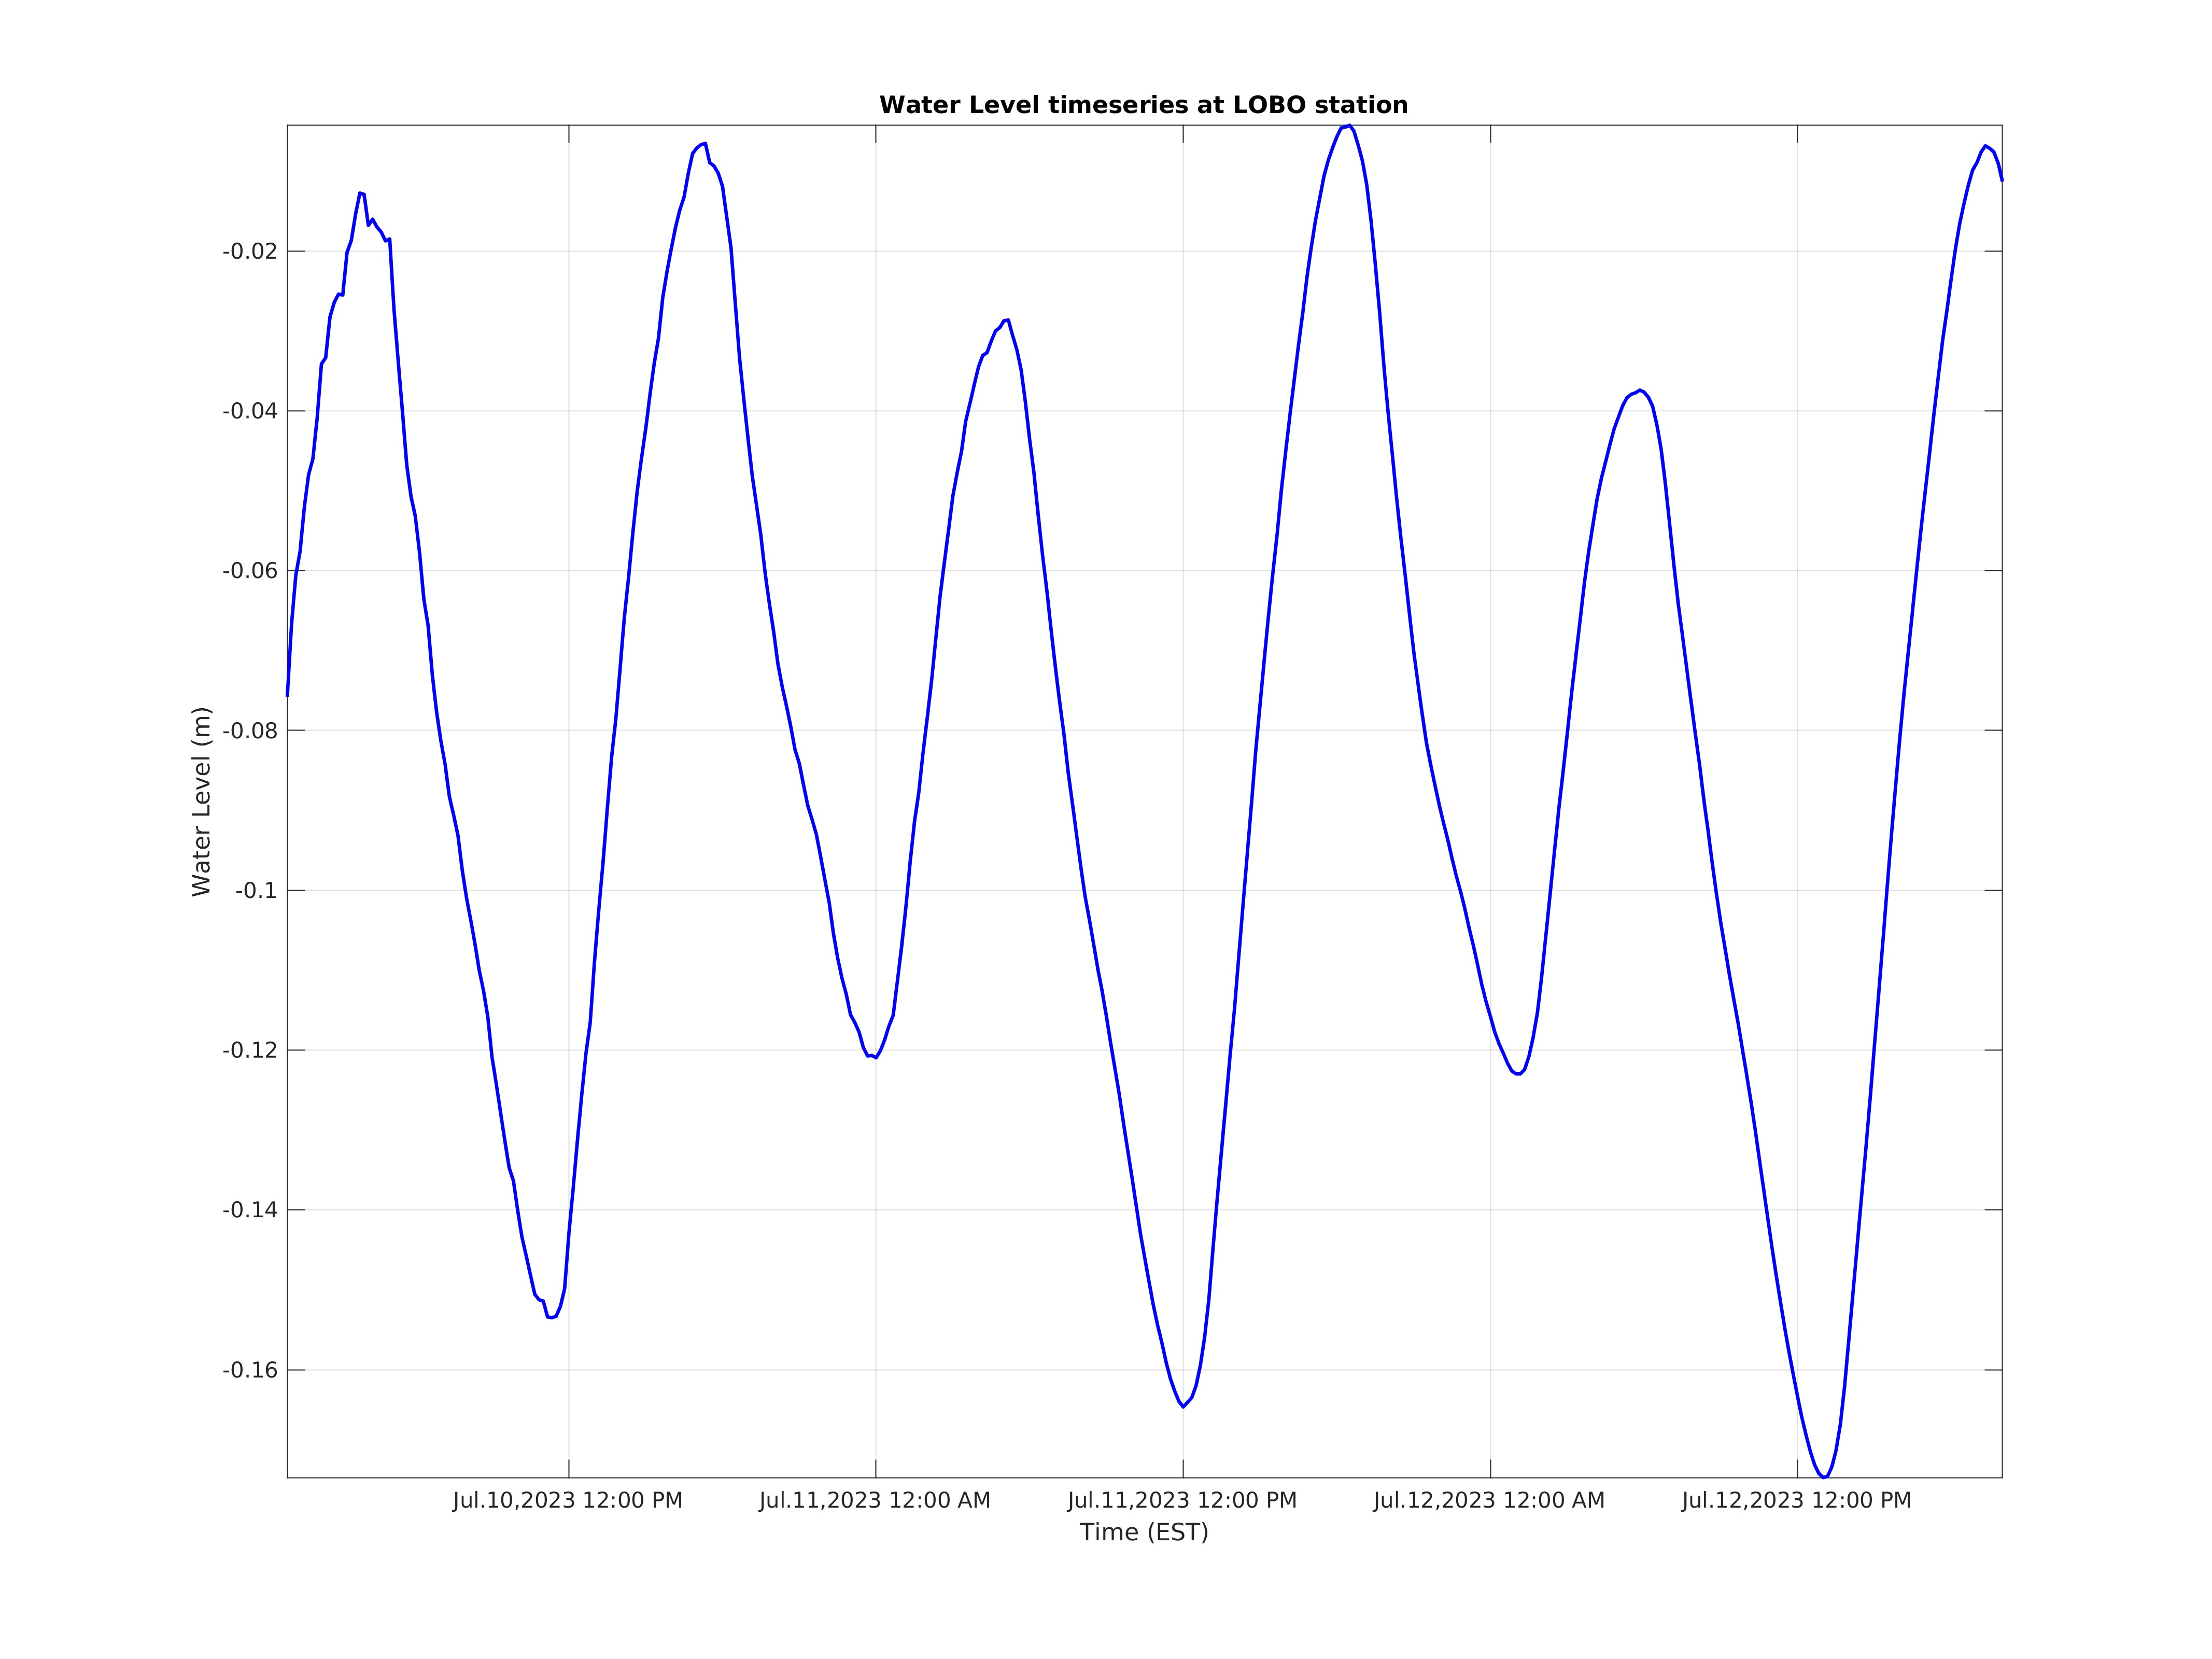 Water Level timeseries at LOBO station
-0.02
-0.04
-0.06
-0.08
-0.1
-0.12
-0.14
-0.16
Water Level (m)
Jul.10,2023 12:00 PM
Jul.11,2023 12:00 AM
Jul.11,2023 12:00 PM
Jul.12,2023 12:00 AM
Jul.12,2023 12:00 PM
Time (EST)